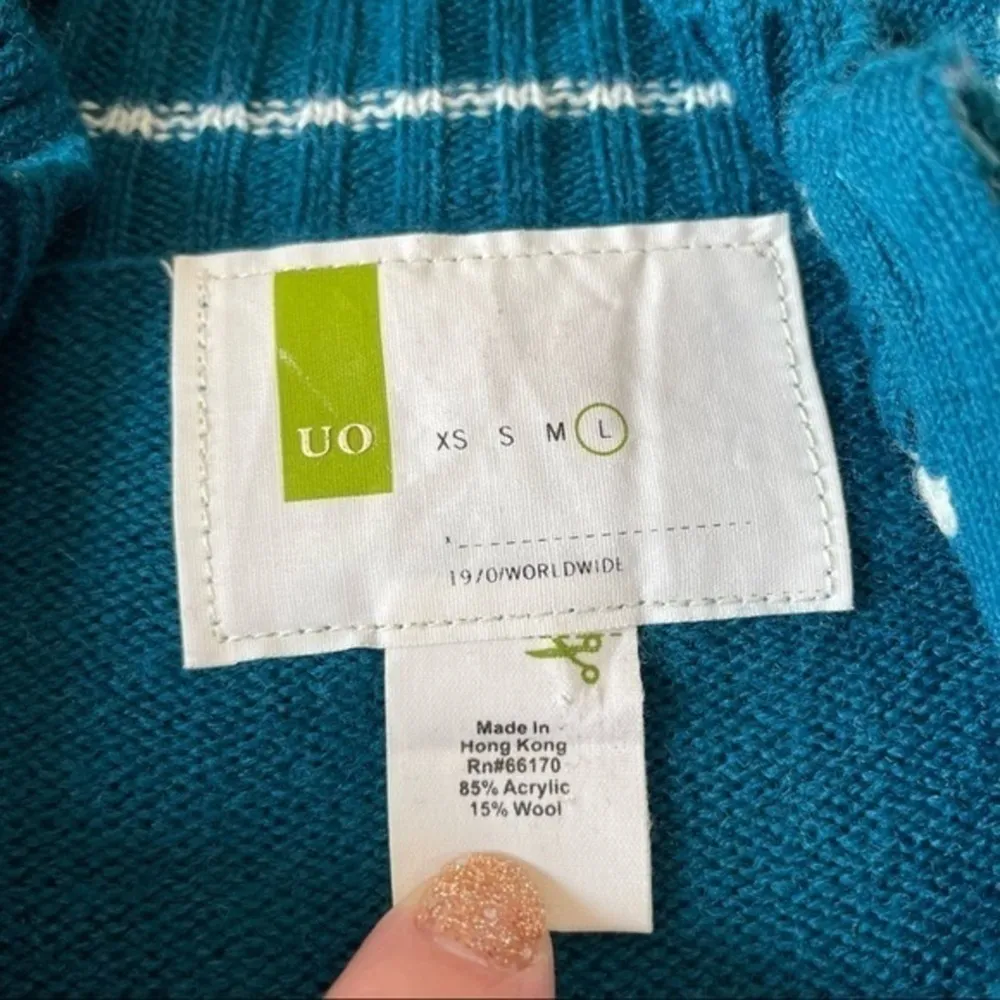 UO
XS S M L
x
1970/WORLDWIDE
Made In
Hong Kong
Rn#66170
85% Acrylic
15% Wool